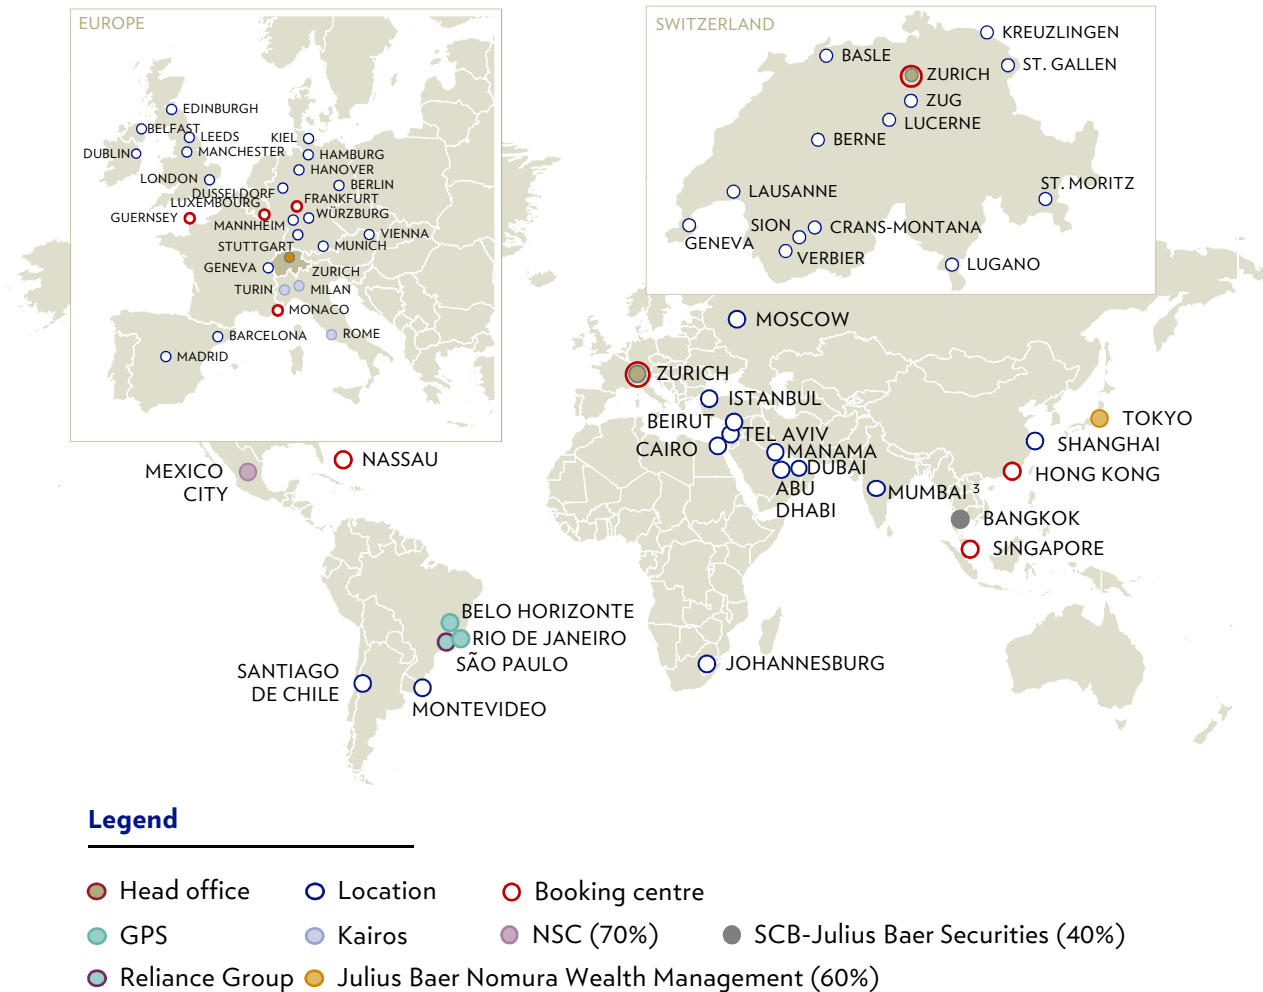 EUROPE
EDINBURGH
BELFAST
LEEDS
DUBLIN
MANCHESTER
LONDON
KIEL
HAMBURG
HANOVER
BERLIN
DUSSELDORF
LUXEMBOURG
FRANKFURT
GUERNSEY
WÜRZBURG
MANNHEIM
VIENNA
STUTTGART
MUNICH
GENEVA
ZURICH
TURIN
MILAN
MONACO
BARCELONA
ROME
MADRID
SWITZERLAND
KREUZLINGEN
BASLE
ST. GALLEN
ZURICH
ZUG
LUCERNE
BERNE
LAUSANNE
ST. MORITZ
SION
CRANS-MONTANA
GENEVA
VERBIER
LUGANO
MOSCOW
ZURICH
ISTANBUL
BEIRUT
TEL AVIV
CAIRO
MANAMA
DUBAI
ABU
DHABI
MUMBAI 3
TOKYO
SHANGHAI
HONG KONG
BANGKOK
SINGAPORE
MEXICO
CITY
NASSAU
BELO HORIZONTE
RIO DE JANEIRO
SÃO PAULO
SANTIAGO
DE CHILE
MONTEVIDEO
JOHANNESBURG
Legend
Head office
Location
Booking centre
GPS
Kairos
NSC (70%)
SCB-Julius Baer Securities (40%)
Reliance Group
Julius Baer Nomura Wealth Management (60%)